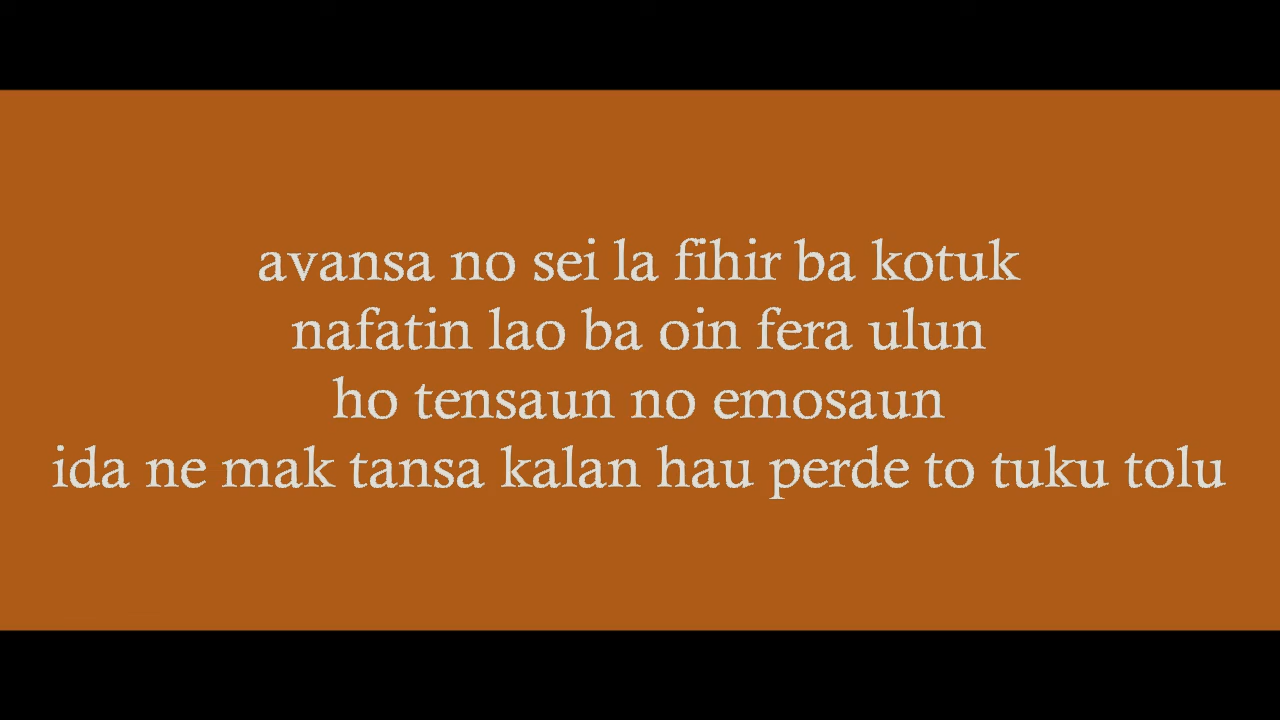 avansa no sei la fihir ba kotuk
nafatin lao ba oin fera ulun
ho tensaun no emosaun
ida ne mak tansa kalan hau perde to tuku tolu